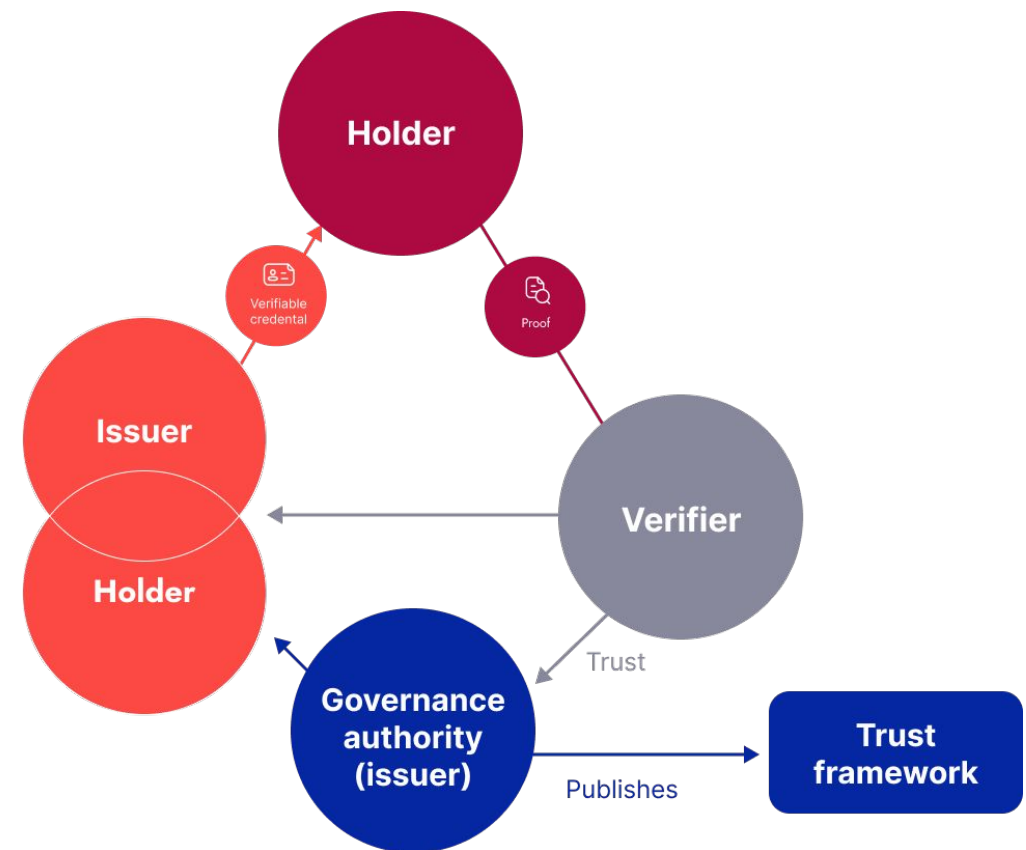 Holder
Verifiable
credental
Proof
Issuer
Verifier
Holder
Trust
Governance
authority
(issuer)
Trust
framework
Publishes